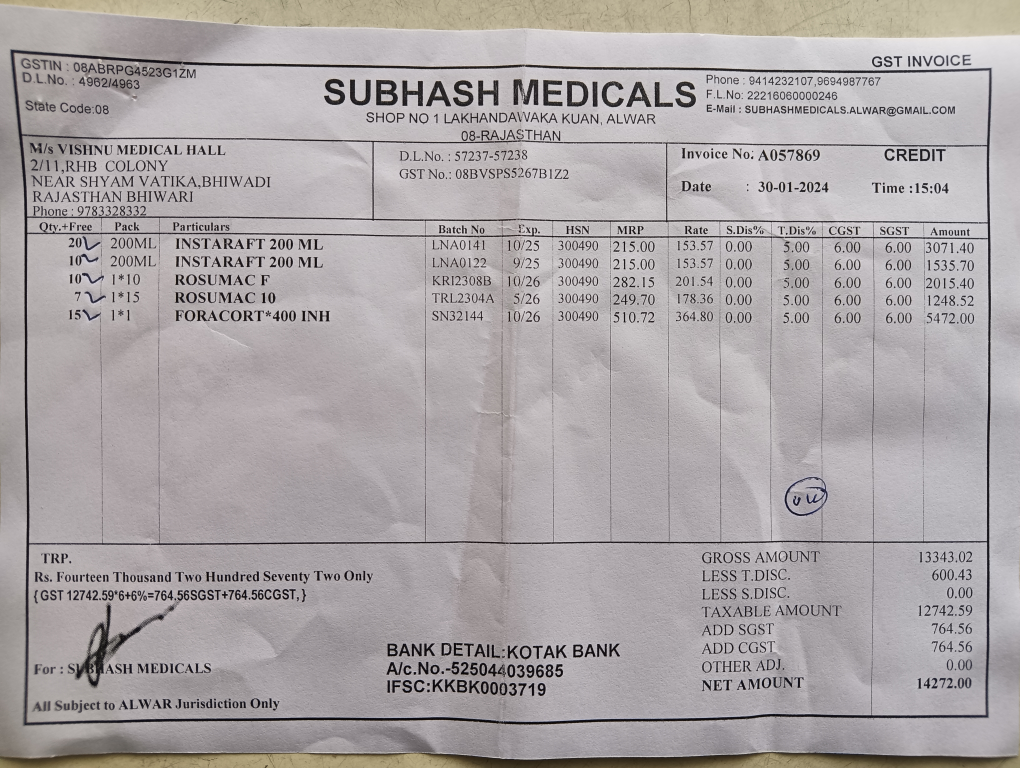 GST INVOICE
GSTIN : 08ABRPG4523G1ZM
D.L.No. : 4962/4963
State Code:08
SUBHASH MEDICALS
SHOP NO 1 LAKHANDAWAKA KUAN, ALWAR
08-RAJASTHAN
Phone : 9414232107,9694987767
F.L.No: 22216060000246
E-Mail : SUBHASHMEDICALS.ALWAR@GMAIL.COM
M/s VISHNU MEDICAL HALL
2/11,RHB COLONY
NEAR SHYAM VATIKA,BHIWADI
RAJASTHAN BHIWARI
Phone : 9783328332
D.L.No. : 57237-57238
GST No.: 08BVSPS5267B1Z2
Invoice No: A057869 CREDIT
Date : 30-01-2024 Time :15:04
Qty.+Free Pack Particulars Batch No Exp. HSN MRP Rate S.Dis% T.Dis% CGST SGST Amount
20 200ML INSTARAFT 200 ML LNA0141 10/25 300490 215.00 153.57 0.00 5.00 6.00 6.00 3071.40
10 200ML INSTARAFT 200 ML LNA0122 9/25 300490 215.00 153.57 0.00 5.00 6.00 6.00 1535.70
10 1*10 ROSUMAC F KRI2308B 10/26 300490 282.15 201.54 0.00 5.00 6.00 6.00 2015.40
7 1*15 ROSUMAC 10 TRL2304A 5/26 300490 249.70 178.36 0.00 5.00 6.00 6.00 1248.52
15 1*1 FORACORT*400 INH SN32144 10/26 300490 510.72 364.80 0.00 5.00 6.00 6.00 5472.00
TRP.
Rs. Fourteen Thousand Two Hundred Seventy Two Only
{GST 12742.59*6+6%=764.56SGST+764.56CGST,}
For : SUBHASH MEDICALS
All Subject to ALWAR Jurisdiction Only
BANK DETAIL:KOTAK BANK
A/c.No.-525044039685
IFSC:KKBK0003719
GROSS AMOUNT 13343.02
LESS T.DISC. 600.43
LESS S.DISC. 0.00
TAXABLE AMOUNT 12742.59
ADD SGST 764.56
ADD CGST 764.56
OTHER ADJ. 0.00
NET AMOUNT 14272.00